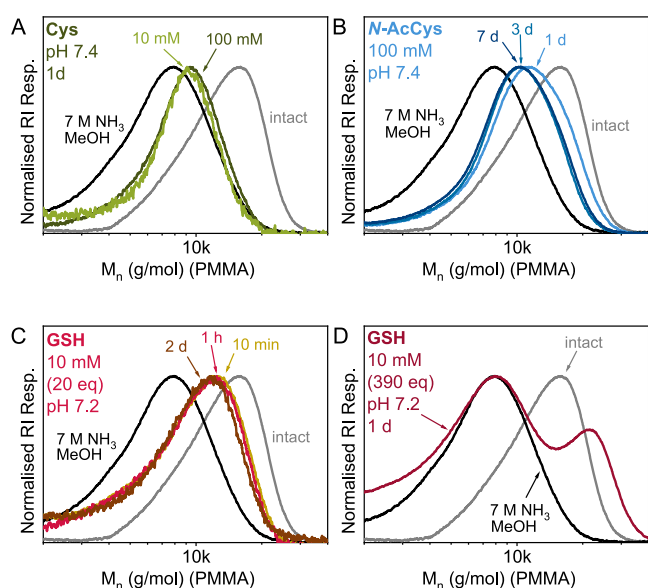 A
Cys
pH 7.4
1d
10 mM
100 mM
7 M NH3
MeOH
intact
Normalised RI Resp.
10k
Mn (g/mol) (PMMA)
B
N-AcCys
100 mM
pH 7.4
7 d
3 d
1 d
7 M NH3
MeOH
intact
Normalised RI Resp.
10k
Mn (g/mol) (PMMA)
C
GSH
10 mM
(20 eq)
pH 7.2
2 d
1 h
10 min
7 M NH3
MeOH
intact
Normalised RI Resp.
10k
Mn (g/mol) (PMMA)
D
GSH
10 mM
(390 eq)
pH 7.2
1 d
intact
7 M NH3
MeOH
Normalised RI Resp.
10k
Mn (g/mol) (PMMA)